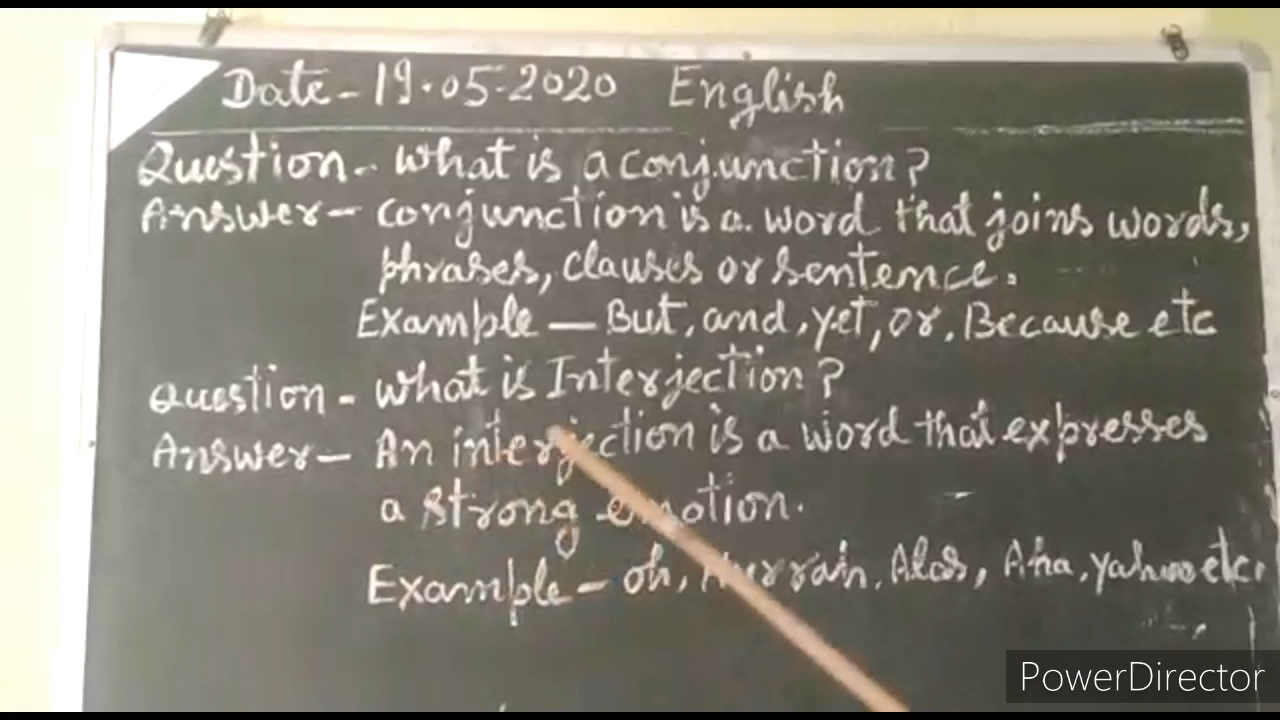 Date - 19.05-2020 English
Question - What is a conjunction?
Answer - Conjunction is a word that joins words,
phrases, clauses or sentence.
Example - But, and, yet, or, Because etc
Question - What is Interjection?
Answer - An interjection is a word that expresses
a strong emotion.
Example - oh, Hurrah, Alas, Aha, yahoo etc.
PowerDirector